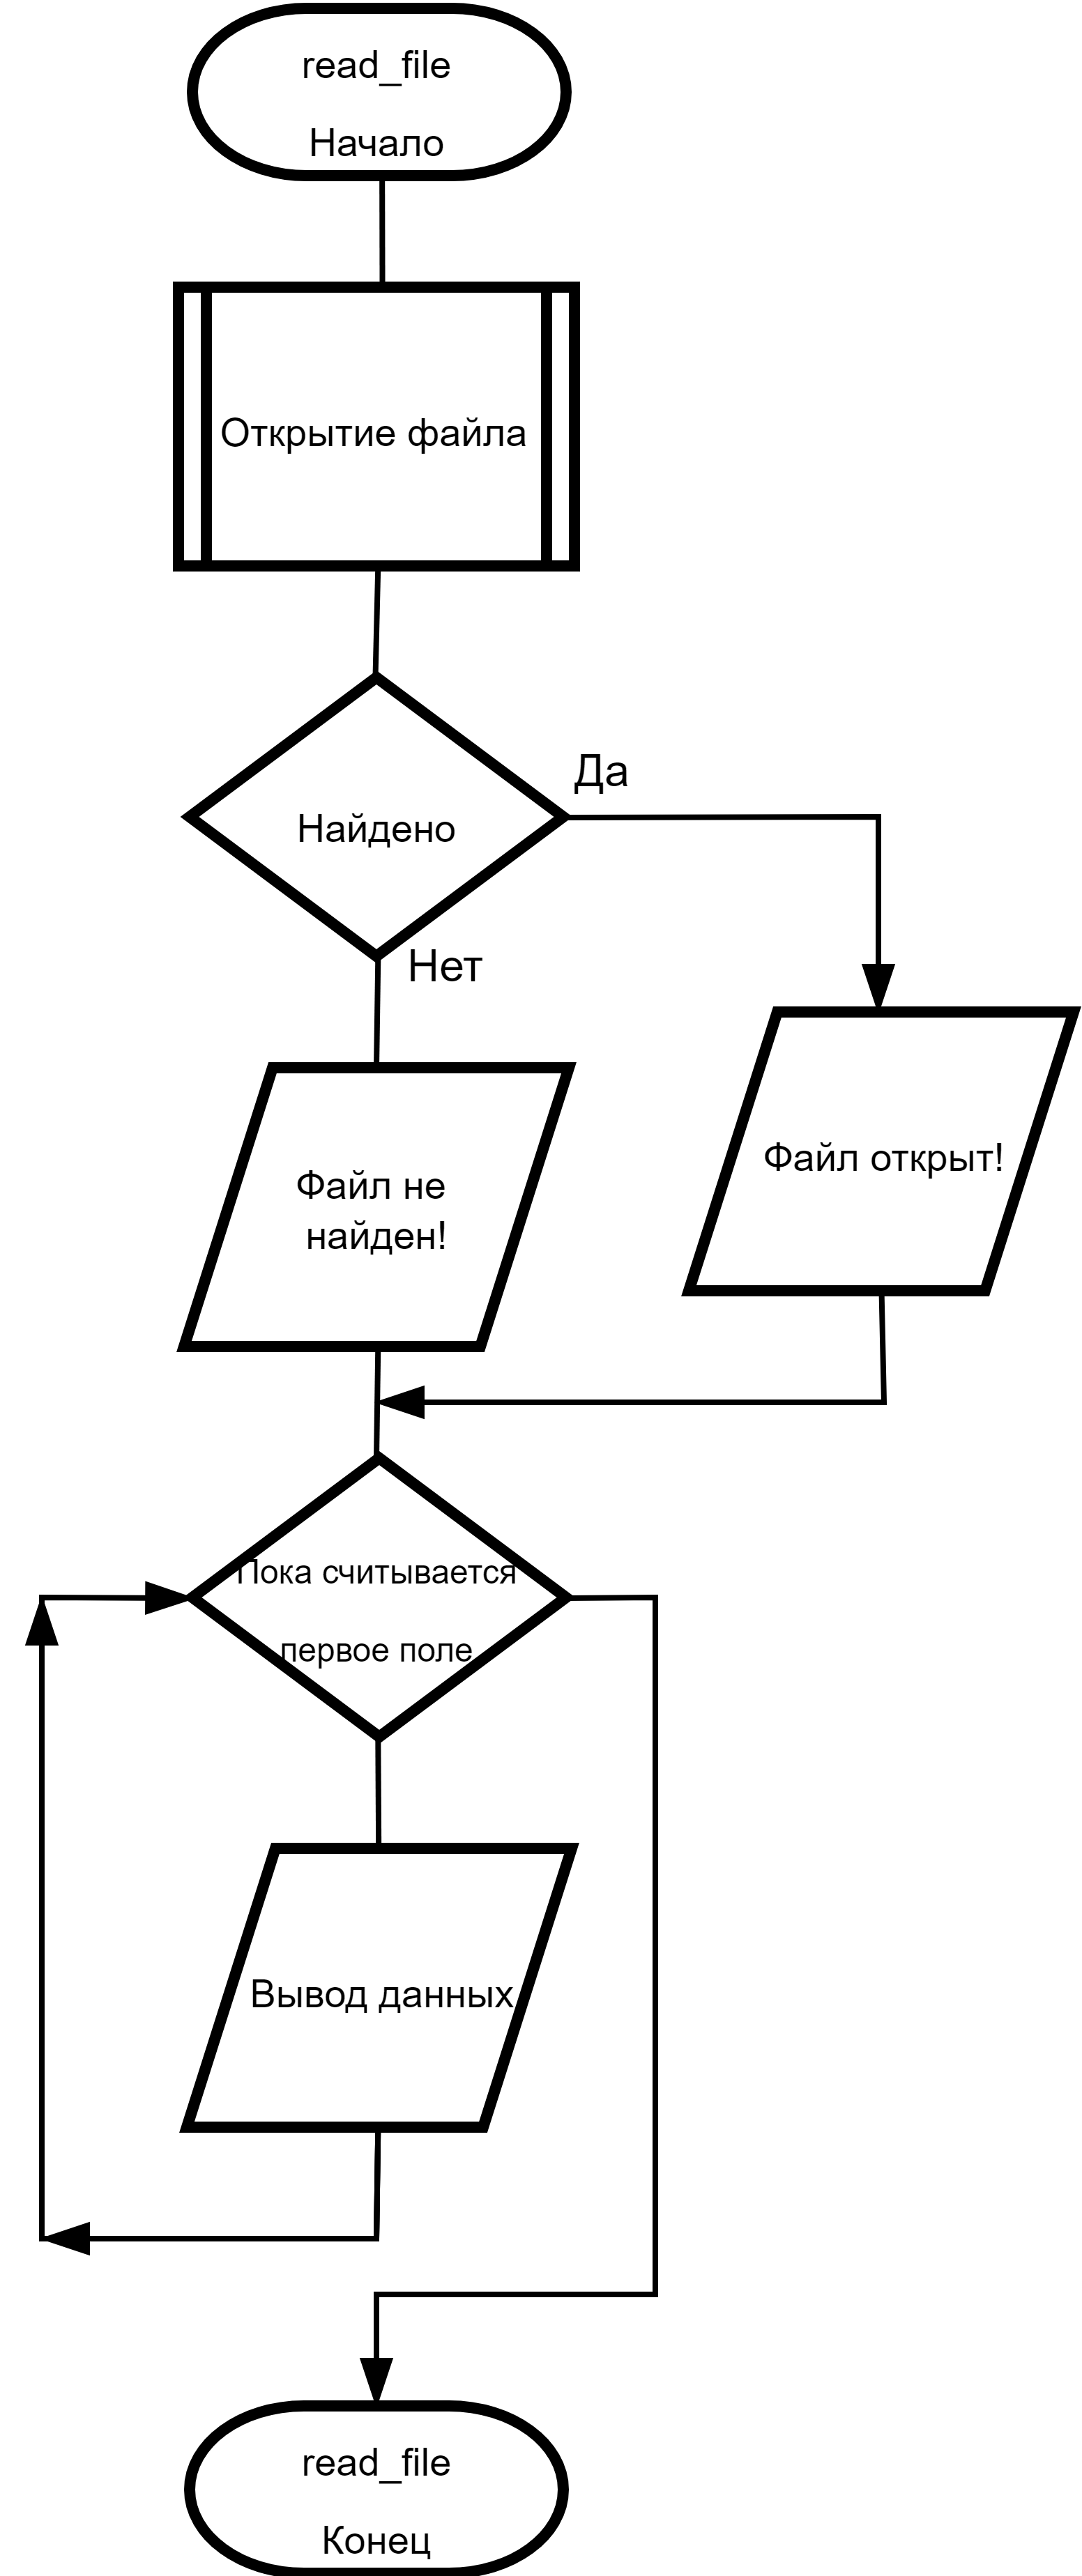 read_file
Начало
Открытие файла
Да
Найдено
Нет
Файл открыт!
Файл не
найден!
Пока считывается
первое поле
Вывод данных
read_file
Конец